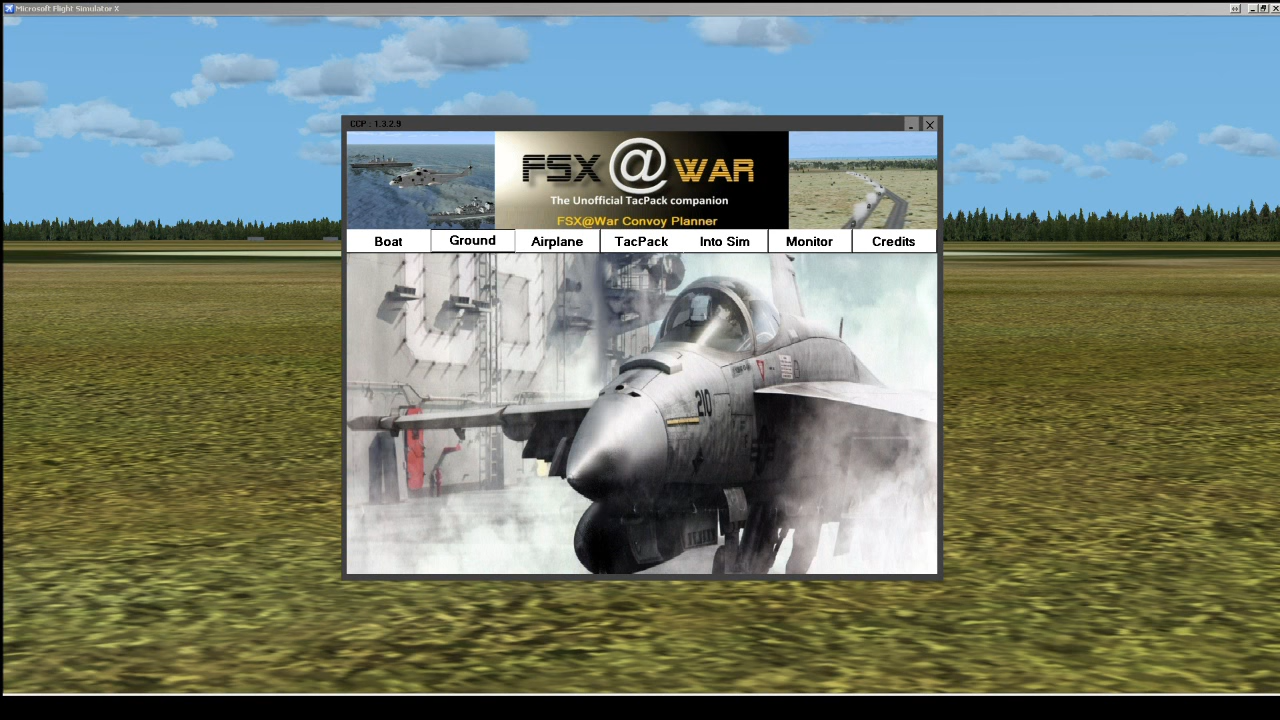 Microsoft Flight Simulator X
CCP : 1.3.2.9
FSX@WAR
The Unofficial TacPack companion
FSX@War Convoy Planner
Boat Ground Airplane TacPack Into Sim Monitor Credits
210